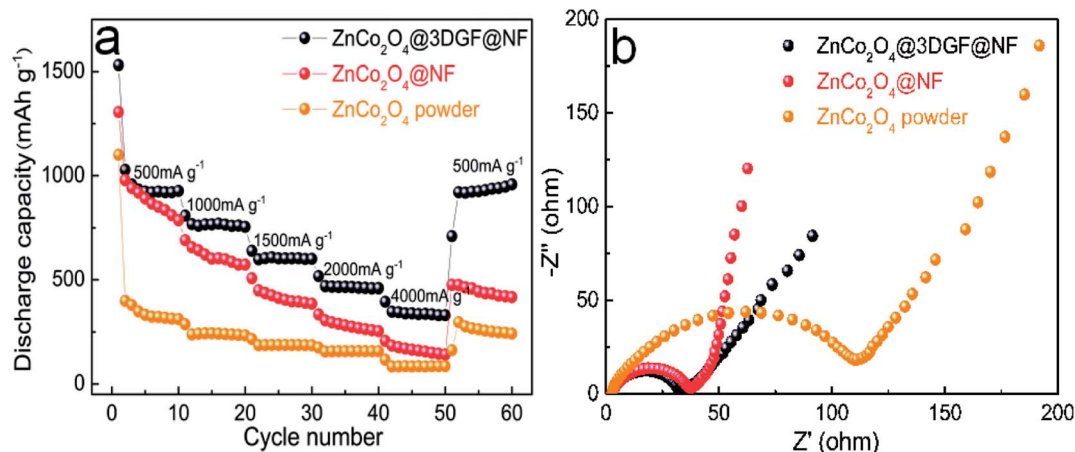 a
ZnCo₂O₄@3DGF@NF
ZnCo₂O₄@NF
ZnCo₂O₄ powder
500mA g⁻¹
1000mA g⁻¹
1500mA g⁻¹
2000mA g⁻¹
4000mA g⁻¹
500mA g⁻¹
Discharge capacity (mAh g⁻¹)
1500
1000
500
0
0 10 20 30 40 50 60
Cycle number
b
ZnCo₂O₄@3DGF@NF
ZnCo₂O₄@NF
ZnCo₂O₄ powder
-Z" (ohm)
200
150
100
50
0
0 50 100 150 200
Z' (ohm)